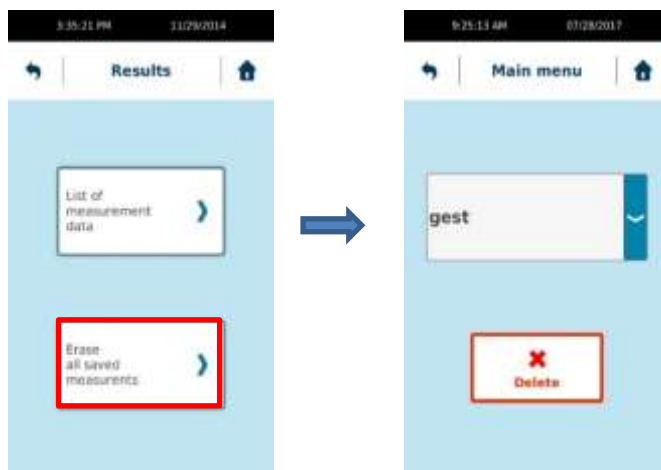 3:35:21 PM 11/29/2014
Results
List of
measurement
data
Erase
all saved
measurents
9:25:13 AM 07/28/2017
Main menu
gest
Delete